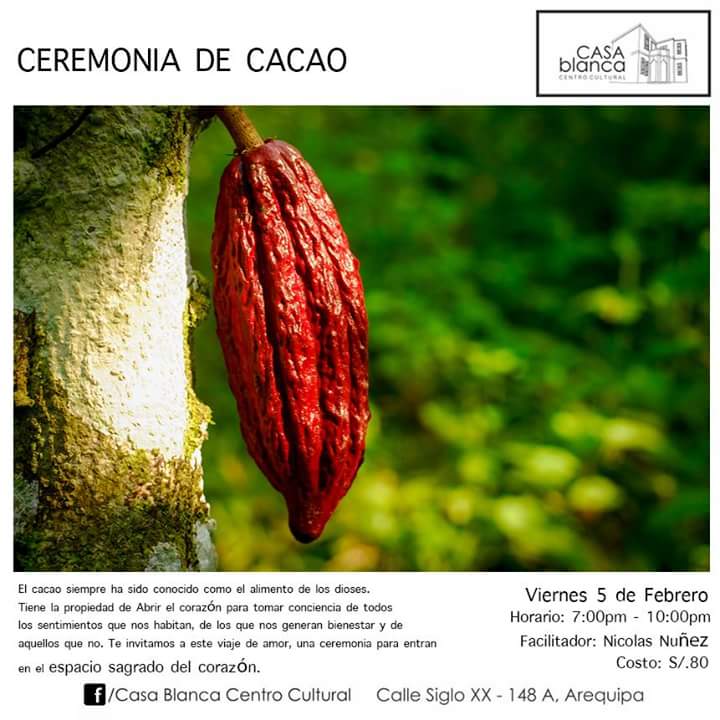 CEREMONIA DE CACAO
CASA
blanca
CENTRO CULTURAL
El cacao siempre ha sido conocido como el alimento de los dioses.
Tiene la propiedad de Abrir el corazón para tomar conciencia de todos
los sentimientos que nos habitan, de los que nos generan bienestar y de
aquellos que no. Te invitamos a este viaje de amor, una ceremonia para entran
en el espacio sagrado del corazón.
Viernes 5 de Febrero
Horario: 7:00pm - 10:00pm
Facilitador: Nicolas Nuñez
Costo: S/.80
f/Casa Blanca Centro Cultural Calle Siglo XX - 148 A, Arequipa